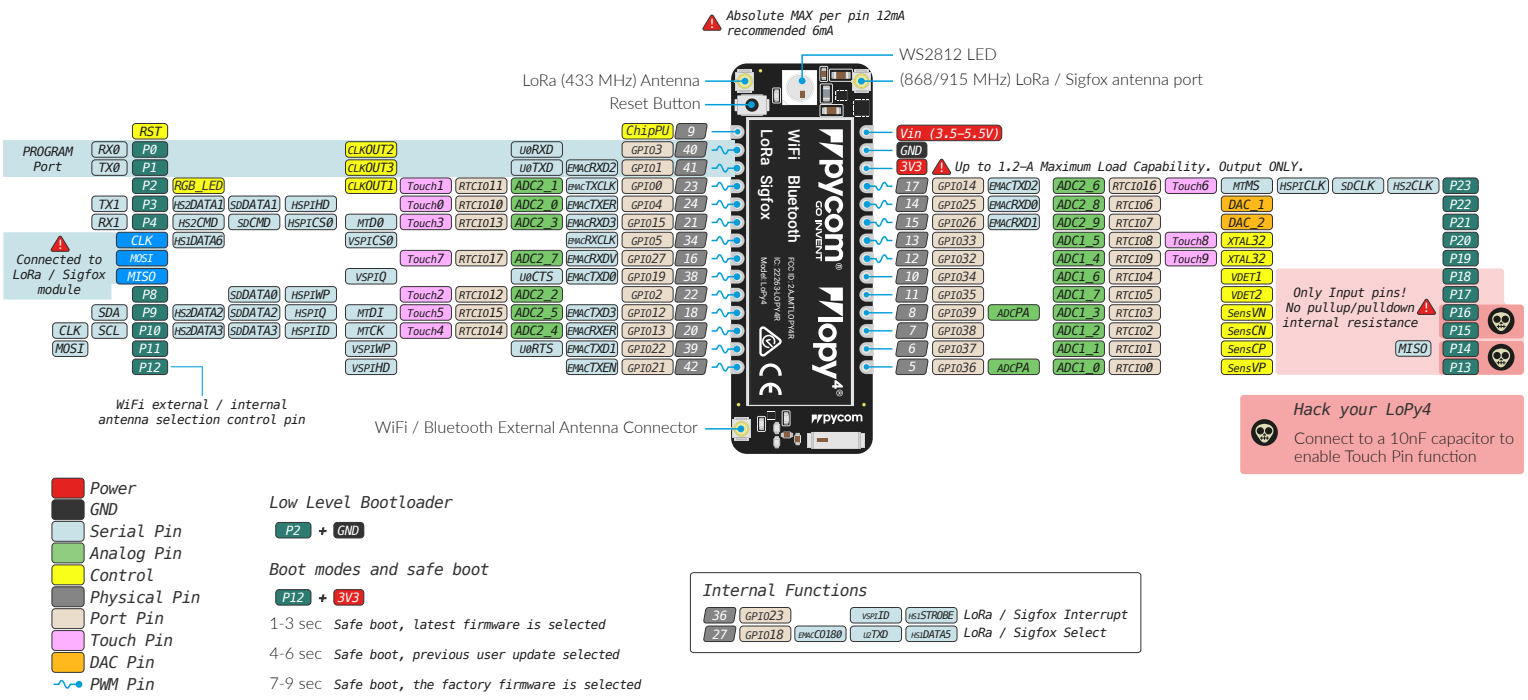 Absolute MAX per pin 12mA
recommended 6mA
WS2812 LED
LoRa (433 MHz) Antenna
(868/915 MHz) LoRa / Sigfox antenna port
Reset Button
RST ChipPU 9
PROGRAM
Port
RX0 P0 CLKOUT2 U0RXD GPIO3 40
TX0 P1 CLKOUT3 U0TXD EMACRXD2 GPIO1 41
P2 RGB_LED CLKOUT1 Touch1 RTCIO11 ADC2_1 EMACTXCLK GPIO0 23
TX1 P3 HS2DATA1 SDDATA1 HSPIHD Touch0 RTCIO10 ADC2_0 EMACTXER GPIO4 24
RX1 P4 HS2CMD SDCMD HSPICS0 MTDO Touch3 RTCIO13 ADC2_3 EMACRXD3 GPIO15 21
CLK HS1DATA6 VSPICS0 EMACRXCLK GPIO5 34
MOSI Touch7 RTCIO17 ADC2_7 EMACRXDV GPIO27 16
MISO VSPIQ U0CTS EMACTXD0 GPIO19 38
Connected to
LoRa / Sigfox
module
P8 SDDATA0 HSPIWP Touch2 RTCIO12 ADC2_2 GPIO2 22
SDA P9 HS2DATA2 SDDATA2 HSPIQ MTDI Touch5 RTCIO15 ADC2_5 EMACTXD3 GPIO12 18
CLK SCL P10 HS2DATA3 SDDATA3 HSPIID MTCK Touch4 RTCIO14 ADC2_4 EMACRXER GPIO13 20
MOSI P11 VSPIWP U0RTS EMACTXD1 GPIO22 39
P12 VSPIHD EMACTXEN GPIO21 42
WiFi external / internal
antenna selection control pin
WiFi / Bluetooth External Antenna Connector
LoRa Sigfox
WiFi Bluetooth
pycom®
GO INVENT
FCC ID: 2AJMTLOPY4R
IC: 22263-LOPY4R
Model: LoPy4
lopy4®
CE
pycom
Vin (3.5-5.5V)
GND
3V3 Up to 1.2-A Maximum Load Capability. Output ONLY.
17 GPIO14 EMACTXD2 ADC2_6 RTCIO16 Touch6 MTMS HSPICLK SDCLK HS2CLK P23
14 GPIO25 EMACRXD0 ADC2_8 RTCIO6 DAC_1 P22
15 GPIO26 EMACRXD1 ADC2_9 RTCIO7 DAC_2 P21
13 GPIO33 ADC1_5 RTCIO8 Touch8 XTAL32 P20
12 GPIO32 ADC1_4 RTCIO9 Touch9 XTAL32 P19
10 GPIO34 ADC1_6 RTCIO4 VDET1 P18
11 GPIO35 ADC1_7 RTCIO5 VDET2 P17
8 GPIO39 ADCPA ADC1_3 RTCIO3 SensVN P16
7 GPIO38 ADC1_2 RTCIO2 SensCN P15
6 GPIO37 ADC1_1 RTCIO1 SensCP MISO P14
5 GPIO36 ADCPA ADC1_0 RTCIO0 SensVP P13
Only Input pins!
No pullup/pulldown
internal resistance
Hack your LoPy4
Connect to a 10nF capacitor to
enable Touch Pin function
Power
GND
Serial Pin
Analog Pin
Control
Physical Pin
Port Pin
Touch Pin
DAC Pin
PWM Pin
Low Level Bootloader
P2 + GND
Boot modes and safe boot
P12 + 3V3
1-3 sec Safe boot, latest firmware is selected
4-6 sec Safe boot, previous user update selected
7-9 sec Safe boot, the factory firmware is selected
Internal Functions
36 GPIO23 VSPIID HS1STROBE LoRa / Sigfox Interrupt
27 GPIO18 EMACCO180 U2TXD HS1DATA5 LoRa / Sigfox Select